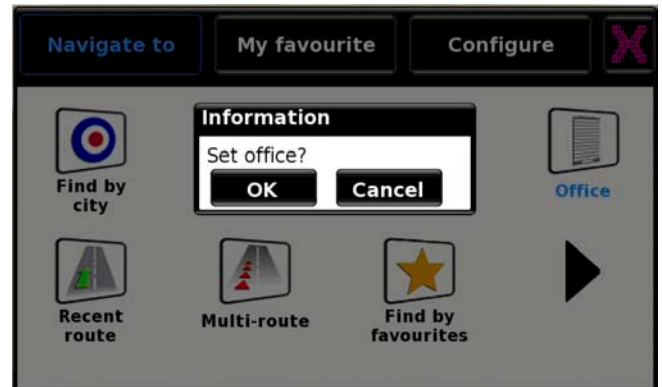 Navigate to
My favourite
Configure
Information
Set office?
OK
Cancel
Find by
city
Office
Recent
route
Multi-route
Find by
favourites